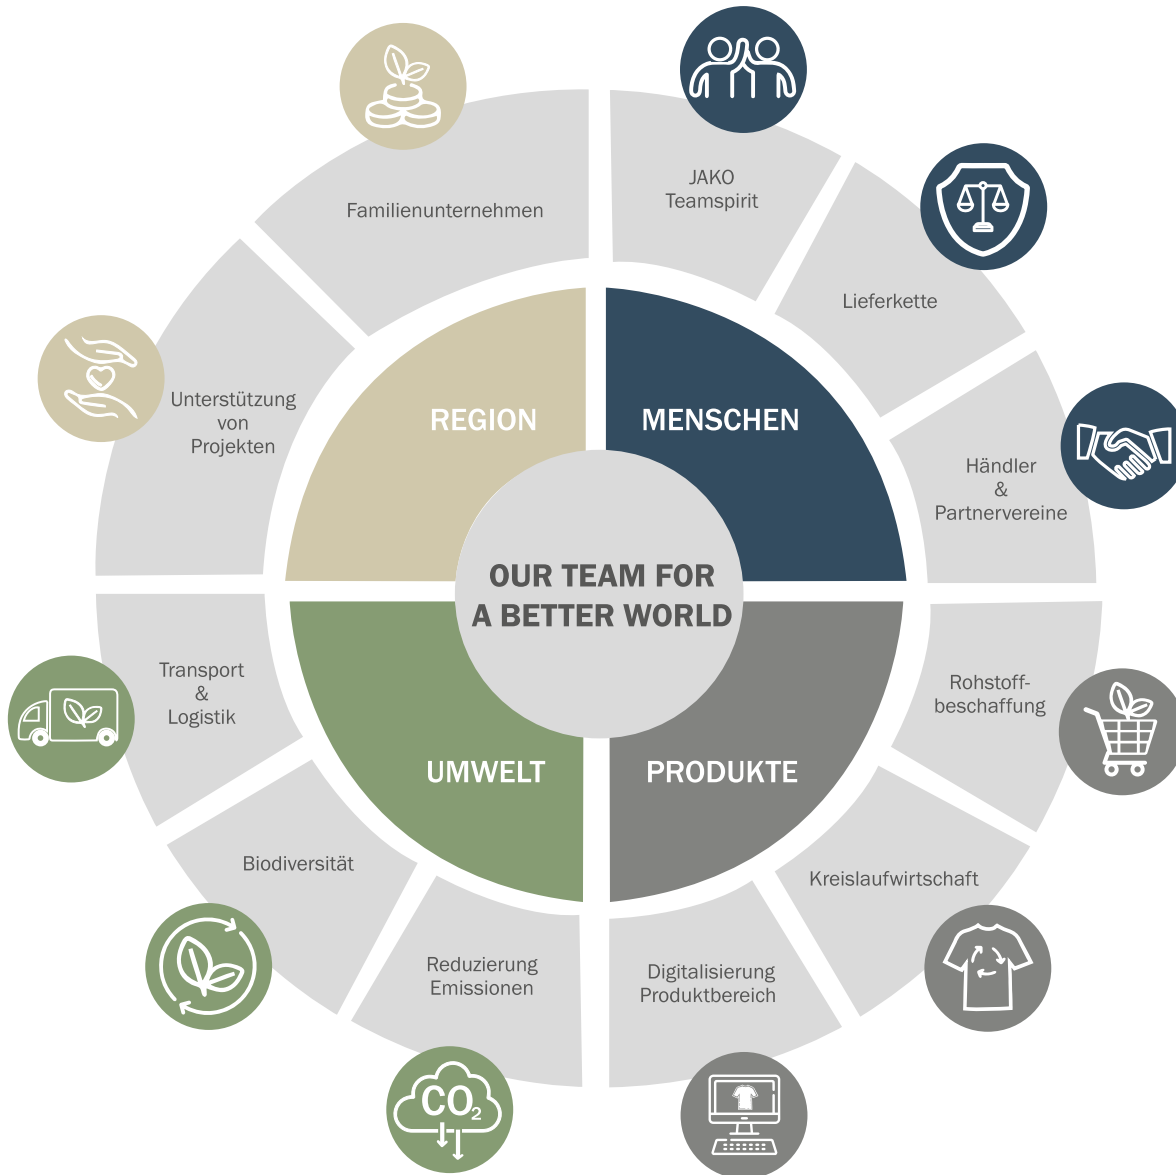 JAKO
Teamspirit
Familienunternehmen
Lieferkette
Unterstützung
von
Projekten
REGION
MENSCHEN
Händler
&
Partnervereine
OUR TEAM FOR
A BETTER WORLD
Transport
&
Logistik
Rohstoff-
beschaffung
UMWELT
PRODUKTE
Biodiversität
Kreislaufwirtschaft
Reduzierung
Emissionen
Digitalisierung
Produktbereich
CO2